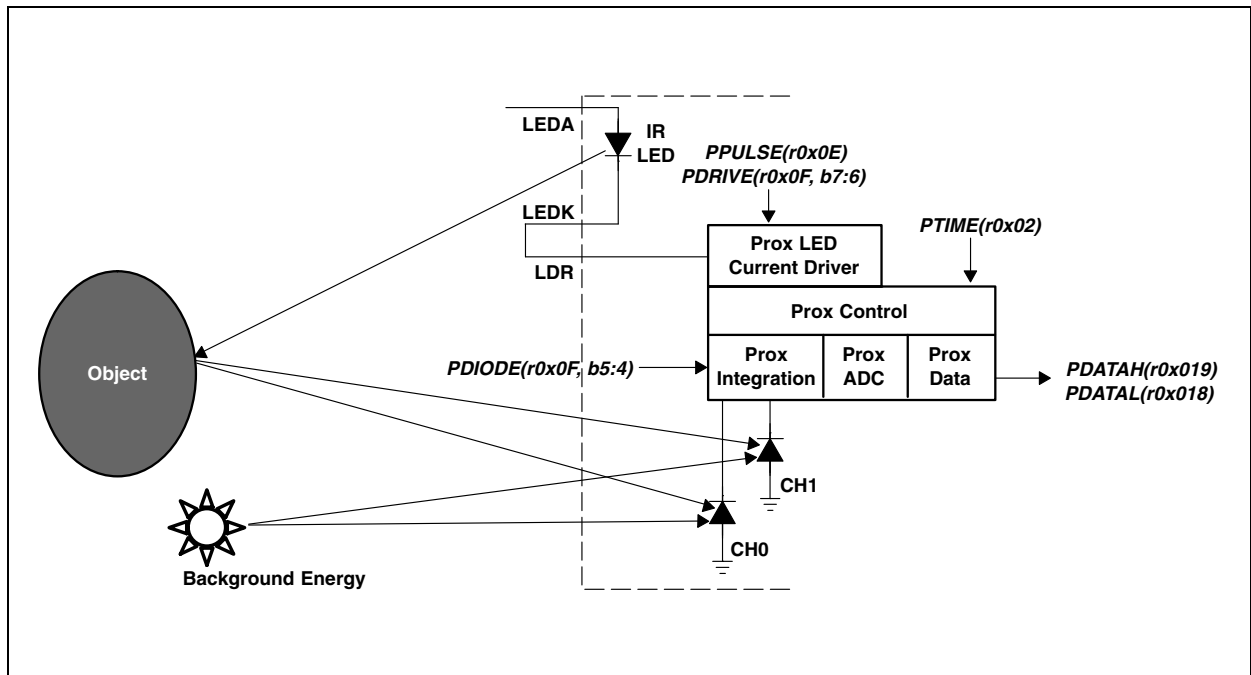 LEDA
IR
LED
PPULSE(r0x0E)
PDRIVE(r0x0F, b7:6)
LEDK
PTIME(r0x02)
Prox LED
Current Driver
LDR
Prox Control
Object
PDIODE(r0x0F, b5:4)
Prox
Integration
Prox
ADC
Prox
Data
PDATAH(r0x019)
PDATAL(r0x018)
CH1
CH0
Background Energy